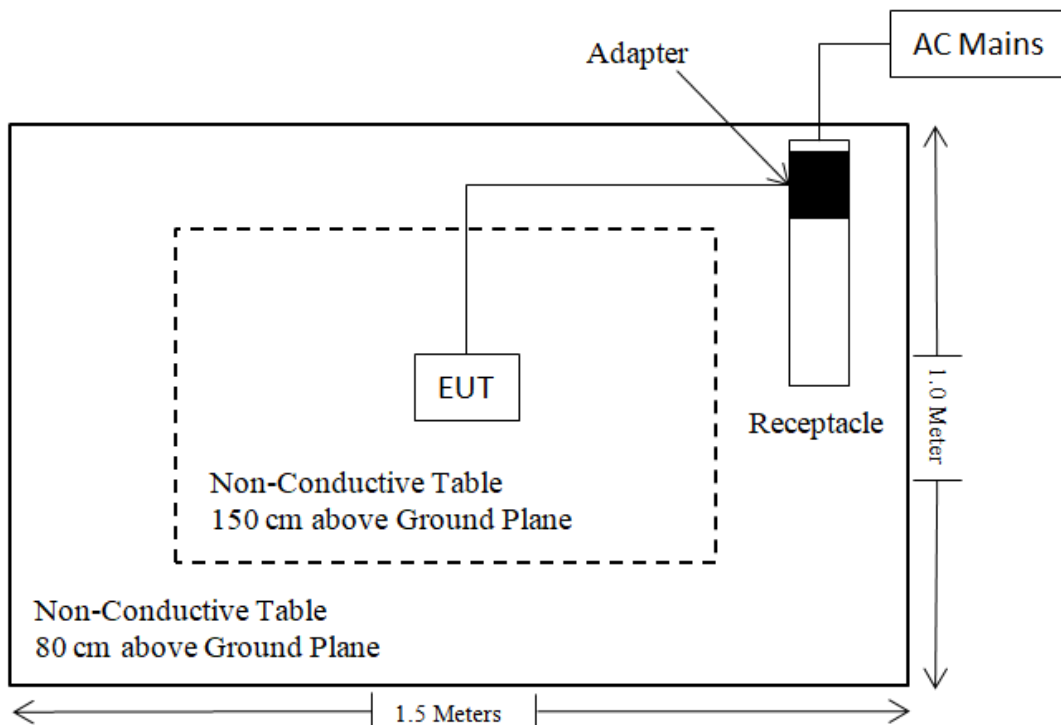 AC Mains
Adapter
EUT
Receptacle
1.0 Meter
Non-Conductive Table
150 cm above Ground Plane
Non-Conductive Table
80 cm above Ground Plane
1.5 Meters